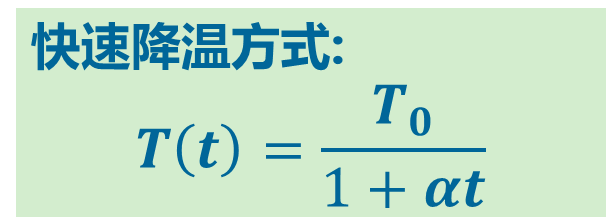 快速降温方式:
T(t) = T₀ / (1 + αt)